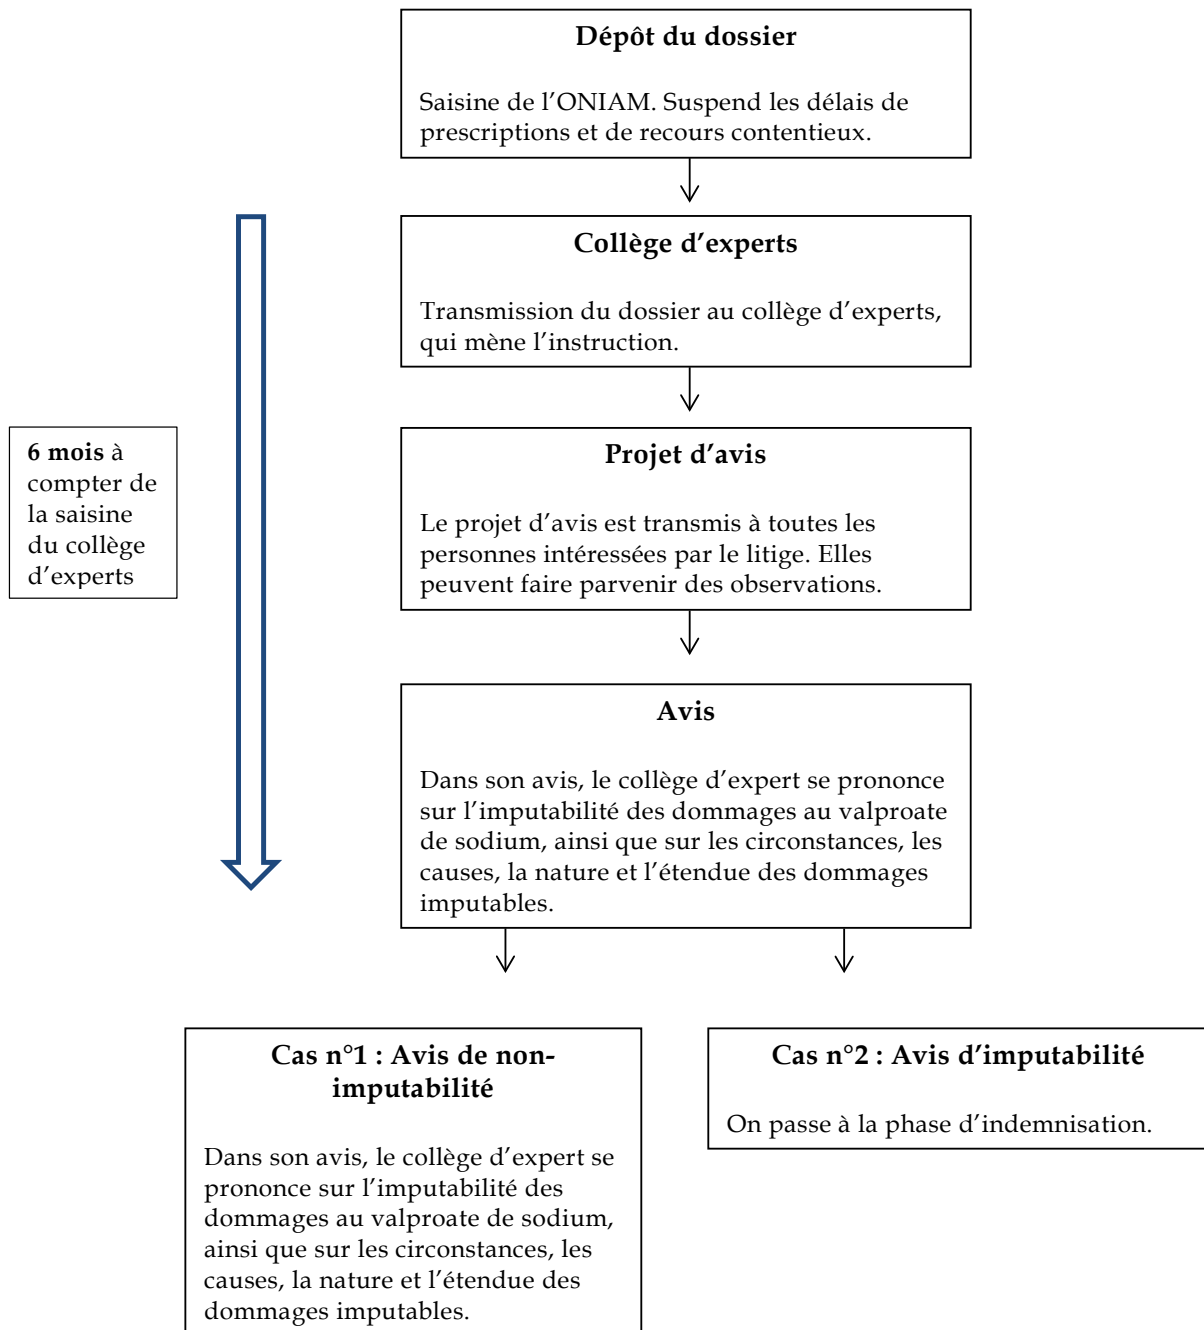 Dépôt du dossier
Saisine de l’ONIAM. Suspend les délais de
prescriptions et de recours contentieux.
Collège d’experts
Transmission du dossier au collège d’experts,
qui mène l’instruction.
6 mois à
compter de
la saisine
du collège
d’experts
Projet d’avis
Le projet d’avis est transmis à toutes les
personnes intéressées par le litige. Elles
peuvent faire parvenir des observations.
Avis
Dans son avis, le collège d’expert se prononce
sur l’imputabilité des dommages au valproate
de sodium, ainsi que sur les circonstances, les
causes, la nature et l’étendue des dommages
imputables.
Cas n°1 : Avis de non-
imputabilité
Dans son avis, le collège d’expert se
prononce sur l’imputabilité des
dommages au valproate de sodium,
ainsi que sur les circonstances, les
causes, la nature et l’étendue des
dommages imputables.
Cas n°2 : Avis d’imputabilité
On passe à la phase d’indemnisation.